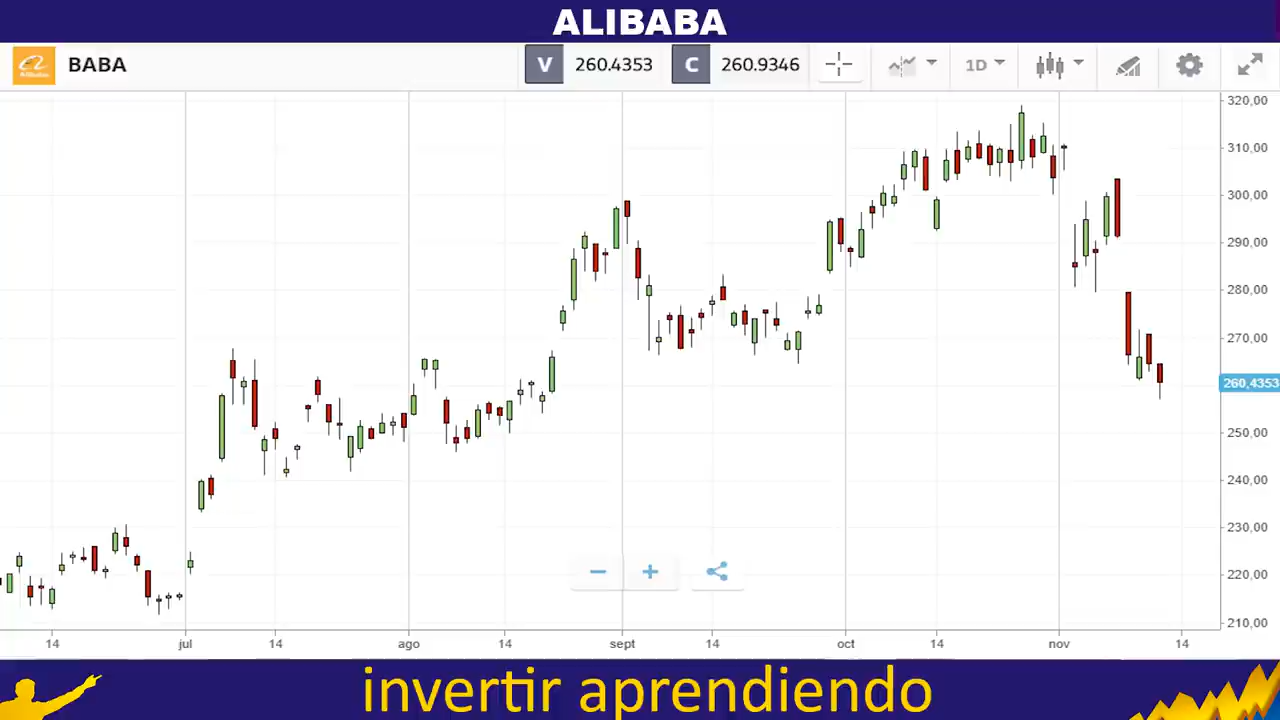 ALIBABA
Alibaba
BABA
V 260.4353 C 260.9346 1D
320,00
310,00
300,00
290,00
280,00
270,00
260,4353
250,00
240,00
230,00
220,00
210,00
14 jul 14 ago 14 sept 14 oct 14 nov 14
invertir aprendiendo